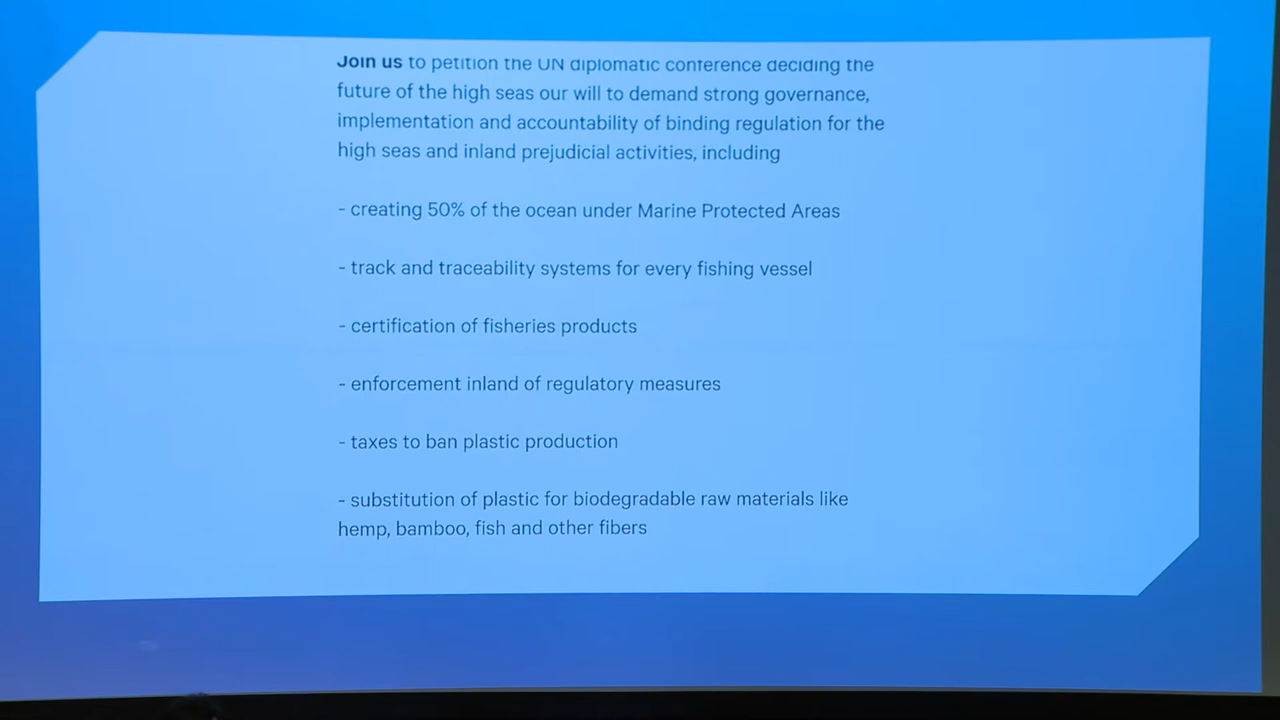 Join us to petition the UN diplomatic conference deciding the
future of the high seas our will to demand strong governance,
implementation and accountability of binding regulation for the
high seas and inland prejudicial activities, including
- creating 50% of the ocean under Marine Protected Areas
- track and traceability systems for every fishing vessel
- certification of fisheries products
- enforcement inland of regulatory measures
- taxes to ban plastic production
- substitution of plastic for biodegradable raw materials like
hemp, bamboo, fish and other fibers